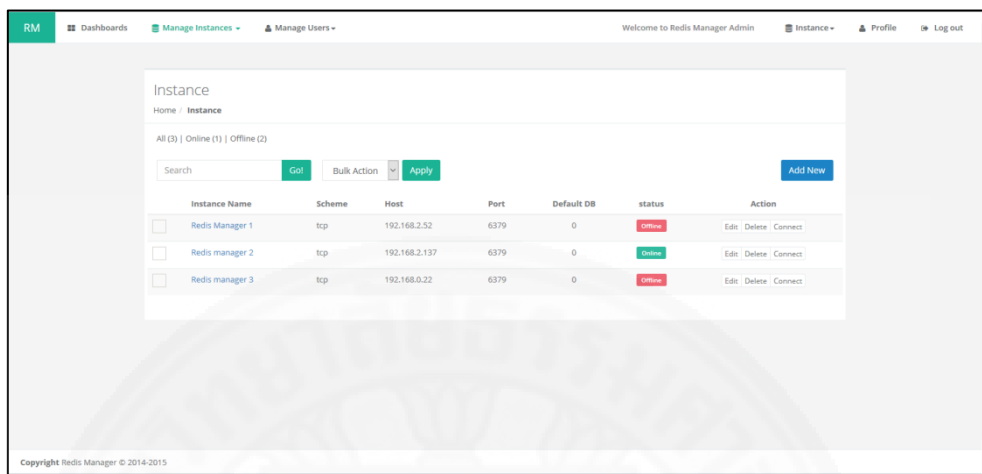 RM Dashboards Manage Instances Manage Users Welcome to Redis Manager Admin Instance Profile Log out
Instance
Home / Instance
All (3) | Online (1) | Offline (2)
Search Go! Bulk Action Apply Add New
Instance Name Scheme Host Port Default DB status Action
Redis Manager 1 tcp 192.168.2.52 6379 0 Offline Edit Delete Connect
Redis manager 2 tcp 192.168.2.137 6379 0 Online Edit Delete Connect
Redis manager 3 tcp 192.168.0.22 6379 0 Offline Edit Delete Connect
Copyright Redis Manager © 2014-2015